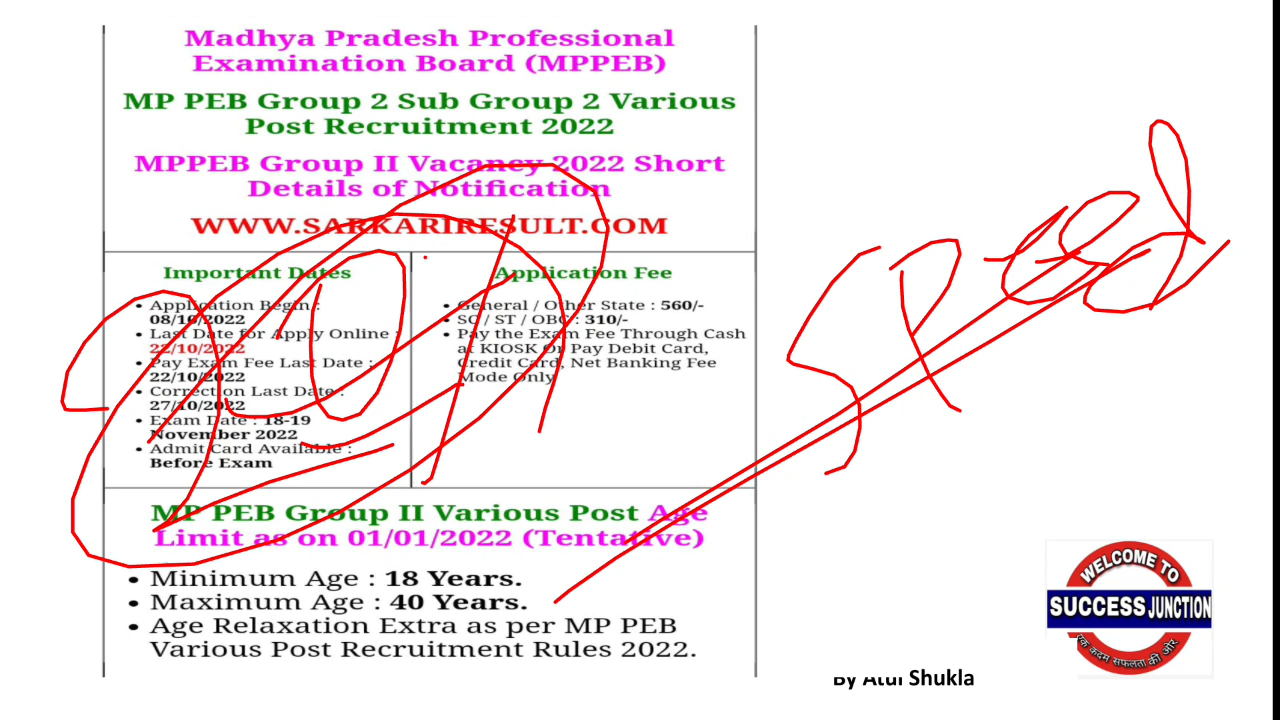 Madhya Pradesh Professional
Examination Board (MPPEB)
MP PEB Group 2 Sub Group 2 Various
Post Recruitment 2022
MPPEB Group II Vacancy 2022 Short
Details of Notification
WWW.SARKARIRESULT.COM
Important Dates
• Application Begin :
08/10/2022
• Last Date for Apply Online :
22/10/2022
• Pay Exam Fee Last Date :
22/10/2022
• Correction Last Date :
27/10/2022
• Exam Date : 18-19
November 2022
• Admit Card Available :
Before Exam
Application Fee
• General / Other State : 560/-
• SC / ST / OBC : 310/-
• Pay the Exam Fee Through Cash
at KIOSK Or Pay Debit Card,
Credit Card, Net Banking Fee
Mode Only
MP PEB Group II Various Post Age
Limit as on 01/01/2022 (Tentative)
• Minimum Age : 18 Years.
• Maximum Age : 40 Years.
• Age Relaxation Extra as per MP PEB
Various Post Recruitment Rules 2022.
Speed
WELCOME TO
SUCCESS JUNCTION
एक कदम सफलता की ओर
By Atul Shukla